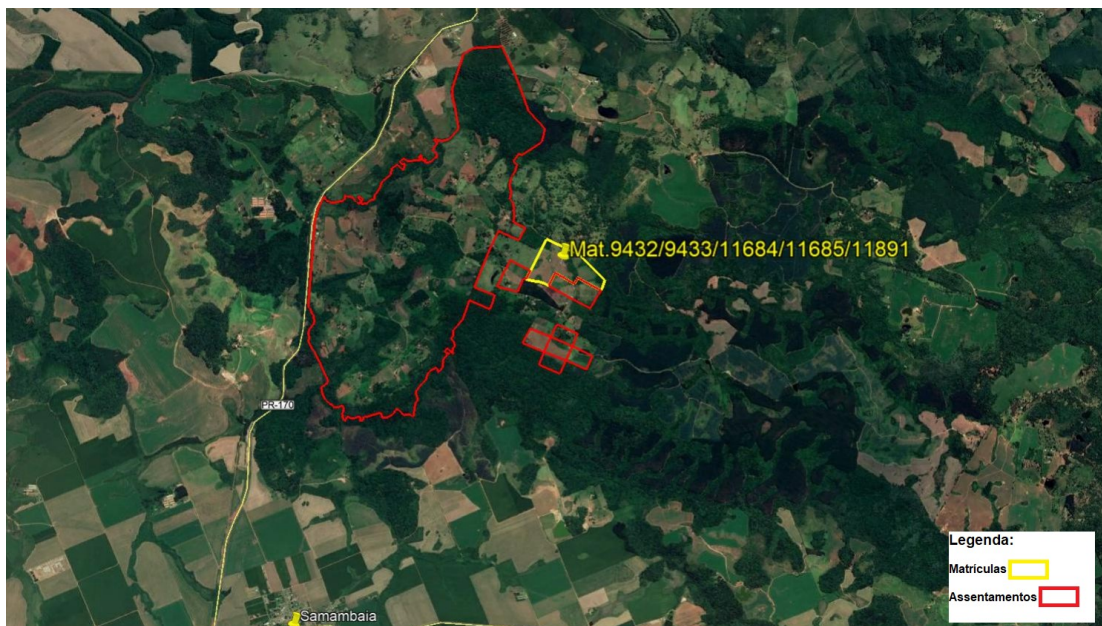 Mat.9432/9433/11684/11685/11891
PR-170
Samambaia
Legenda:
Matrículas
Assentamentos